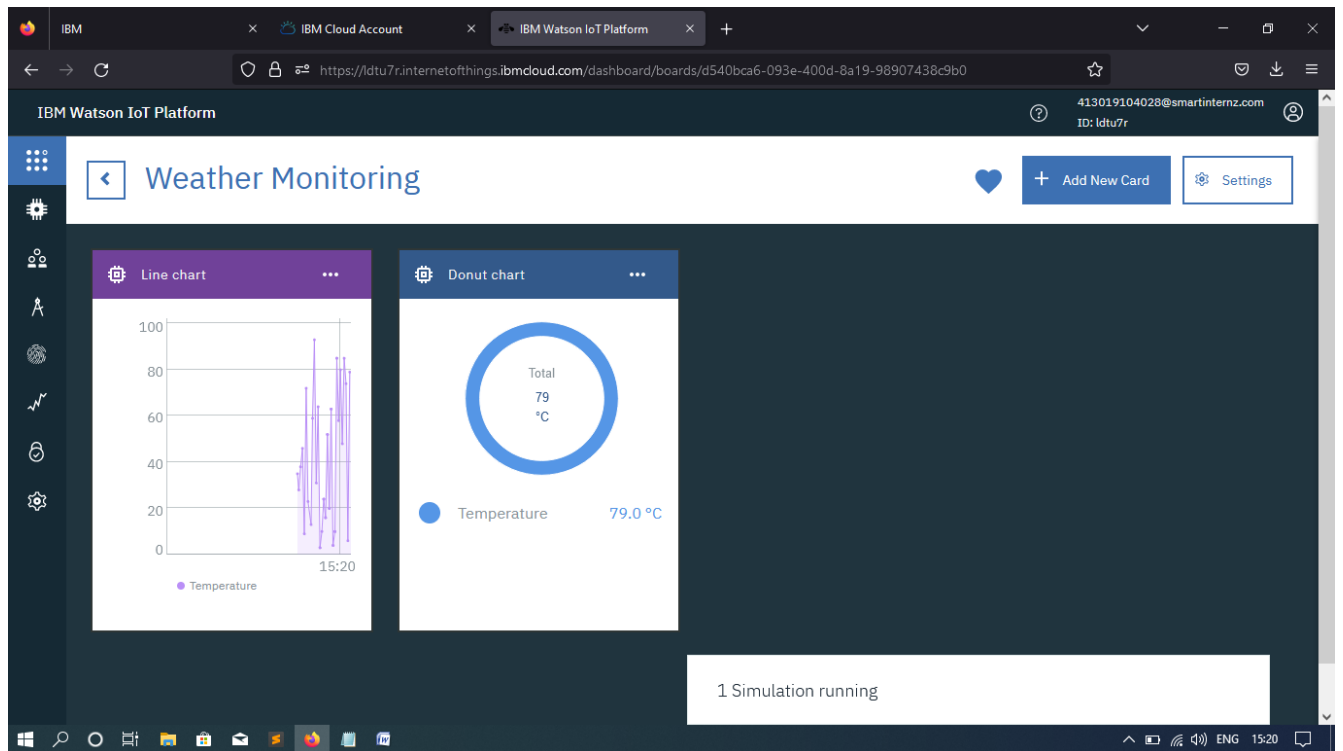 IBM
IBM Cloud Account
IBM Watson IoT Platform
https://ldtu7r.internetofthings.ibmcloud.com/dashboard/boards/d540bca6-093e-400d-8a19-98907438c9b0
IBM Watson IoT Platform
413019104028@smartinternz.com
ID: ldtu7r
Weather Monitoring
+ Add New Card
Settings
Line chart
100
80
60
40
20
0
15:20
Temperature
Donut chart
Total
79
°C
Temperature 79.0 °C
1 Simulation running
ENG 15:20